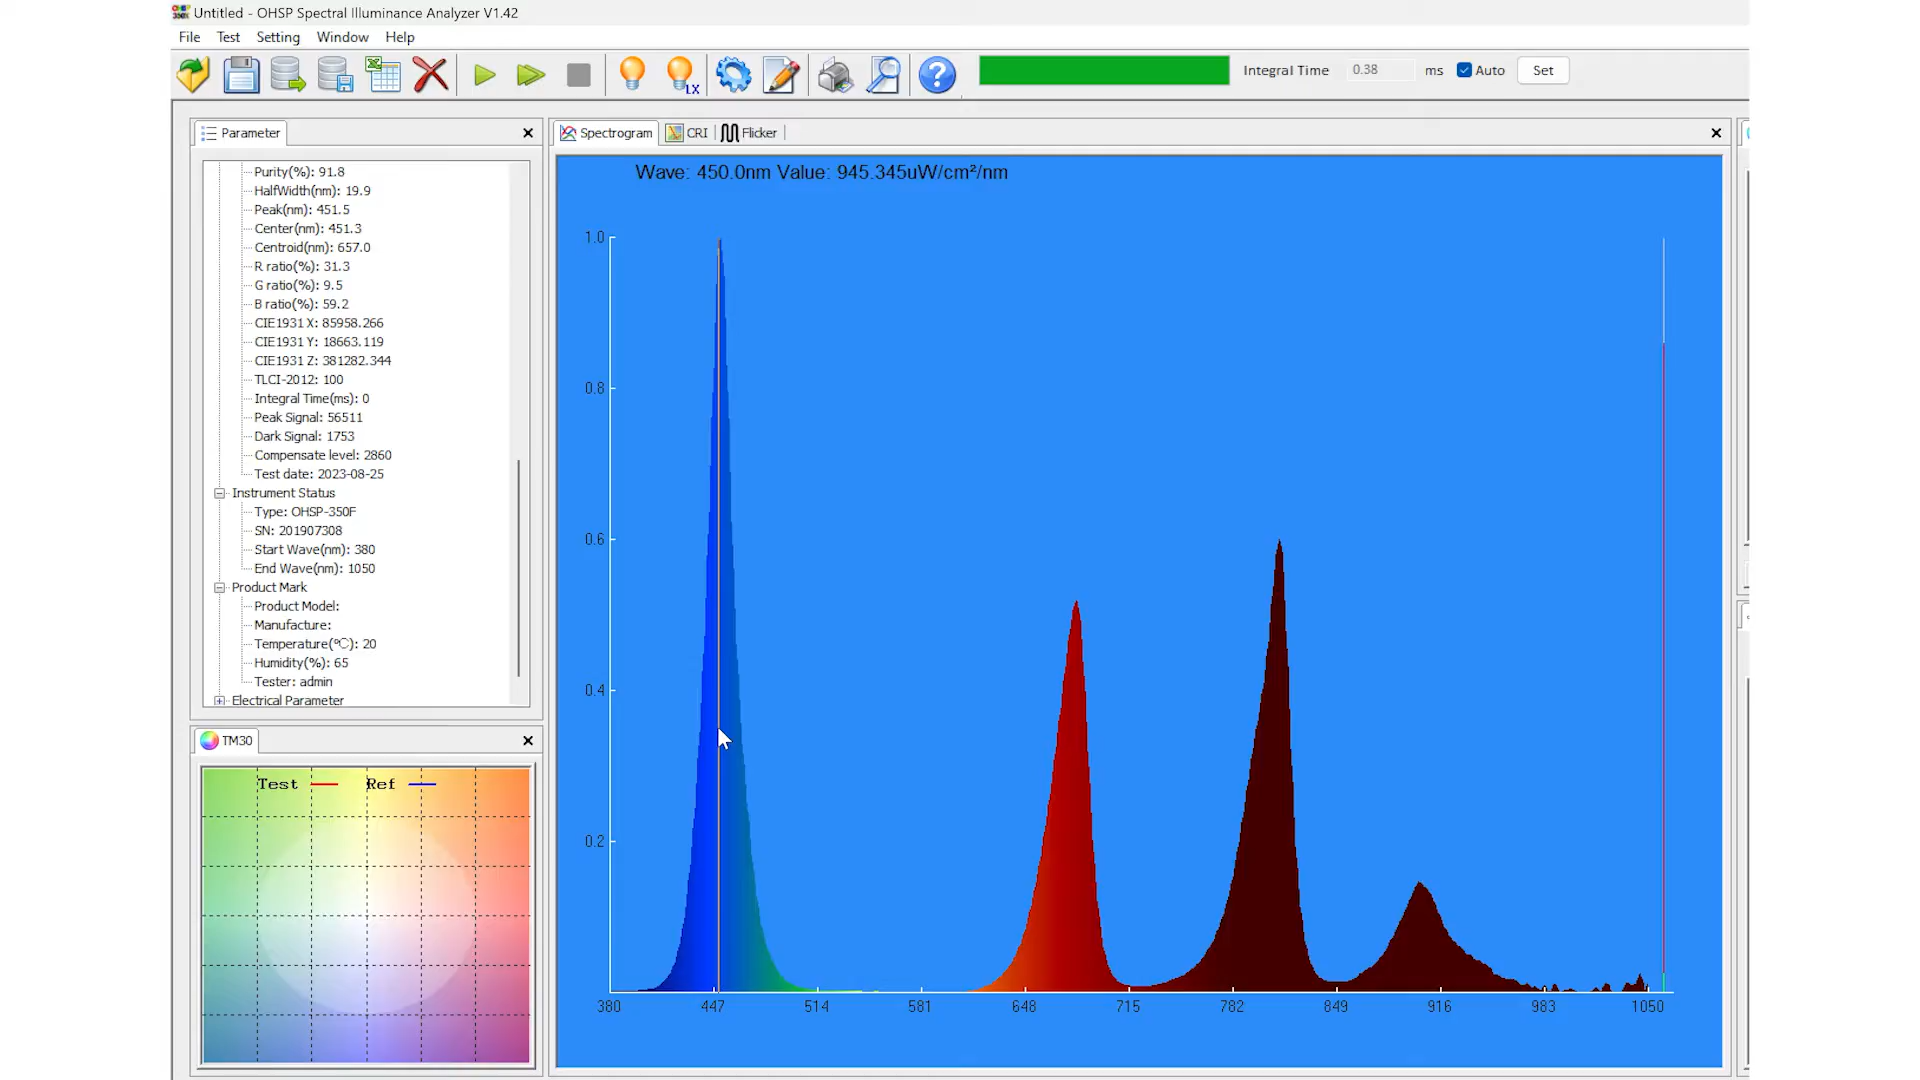 Untitled - OHSP Spectral Illuminance Analyzer V1.42
File Test Setting Window Help
LX
Integral Time 0.38 ms Auto Set
Parameter
Purity(%): 91.8
HalfWidth(nm): 19.9
Peak(nm): 451.5
Center(nm): 451.3
Centroid(nm): 657.0
R ratio(%): 31.3
G ratio(%): 9.5
B ratio(%): 59.2
CIE1931 X: 85958.266
CIE1931 Y: 18663.119
CIE1931 Z: 381282.344
TLCI-2012: 100
Integral Time(ms): 0
Peak Signal: 56511
Dark Signal: 1753
Compensate level: 2860
Test date: 2023-08-25
Instrument Status
Type: OHSP-350F
SN: 201907308
Start Wave(nm): 380
End Wave(nm): 1050
Product Mark
Product Model:
Manufacture:
Temperature(℃): 20
Humidity(%): 65
Tester: admin
Electrical Parameter
TM30
Test Ref
Spectrogram CRI Flicker
Wave: 450.0nm Value: 945.345uW/cm²/nm
1.0
0.8
0.6
0.4
0.2
380 447 514 581 648 715 782 849 916 983 1050